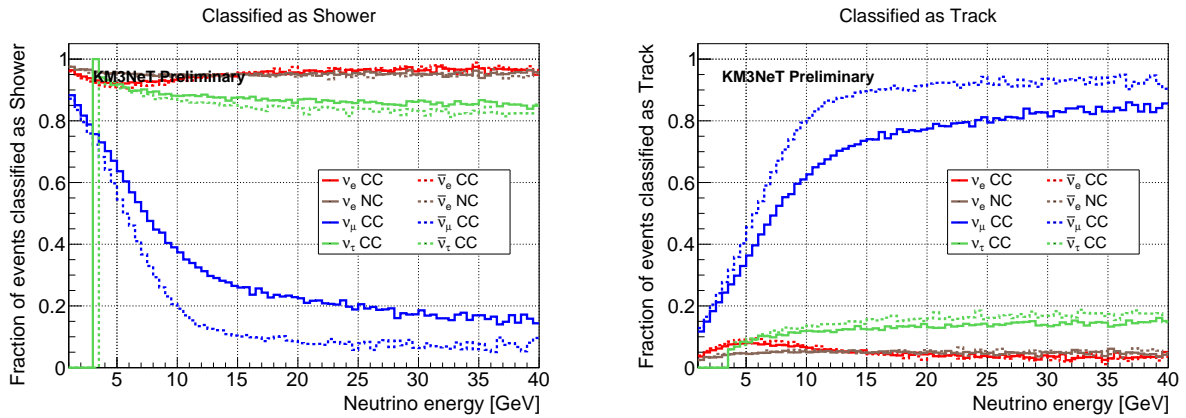 Classified as Shower
Fraction of events classified as Shower
1
0.8
0.6
0.4
0.2
0
KM3NeT Preliminary
νe CC
ν̅e CC
νe NC
ν̅e NC
νμ CC
ν̅μ CC
ντ CC
ν̅τ CC
5 10 15 20 25 30 35 40
Neutrino energy [GeV]
Classified as Track
Fraction of events classified as Track
1
0.8
0.6
0.4
0.2
0
KM3NeT Preliminary
νe CC
ν̅e CC
νe NC
ν̅e NC
νμ CC
ν̅μ CC
ντ CC
ν̅τ CC
5 10 15 20 25 30 35 40
Neutrino energy [GeV]